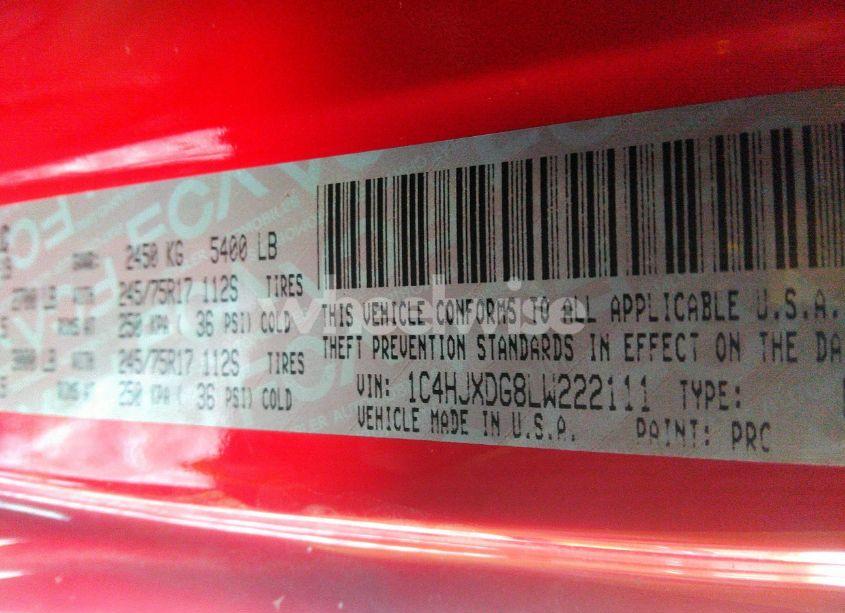 2450 KG 5400 LB
245/75R17 112S TIRES
250 KPA ( 36 PSI) COLD
245/75R17 112S TIRES
250 KPA ( 36 PSI) COLD
THIS VEHICLE CONFORMS TO ALL APPLICABLE U.S.A.
THEFT PREVENTION STANDARDS IN EFFECT ON THE DA
VIN: 1C4HJXDG8LW222111 TYPE:
VEHICLE MADE IN U.S.A. PAINT: PRC
wheelwise